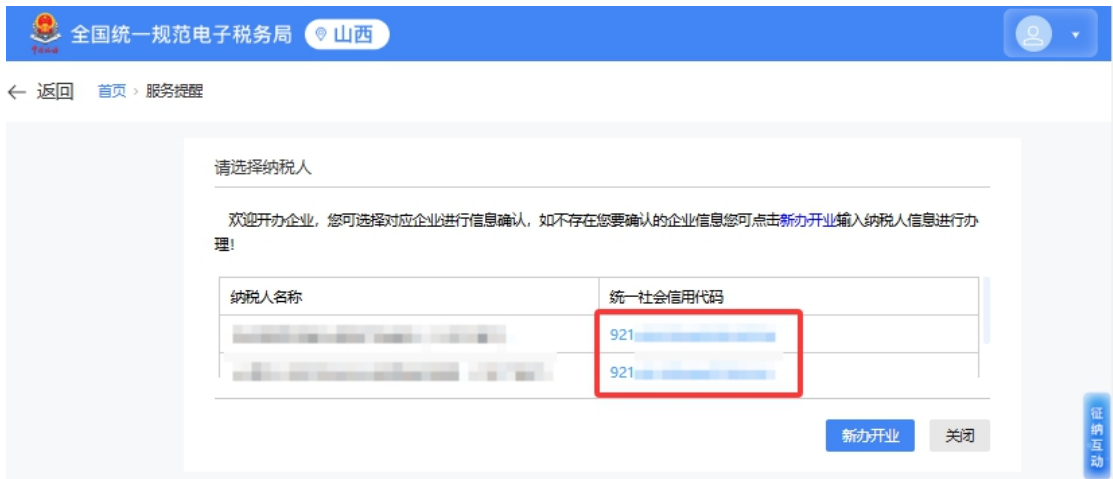 全国统一规范电子税务局 山西
返回 首页 > 服务提醒
请选择纳税人
欢迎开办企业，您可选择对应企业进行信息确认，如不存在您要确认的企业信息您可点击新办开业输入纳税人信息进行办
理！
纳税人名称 统一社会信用代码
921
921
新办开业 关闭
征纳互动